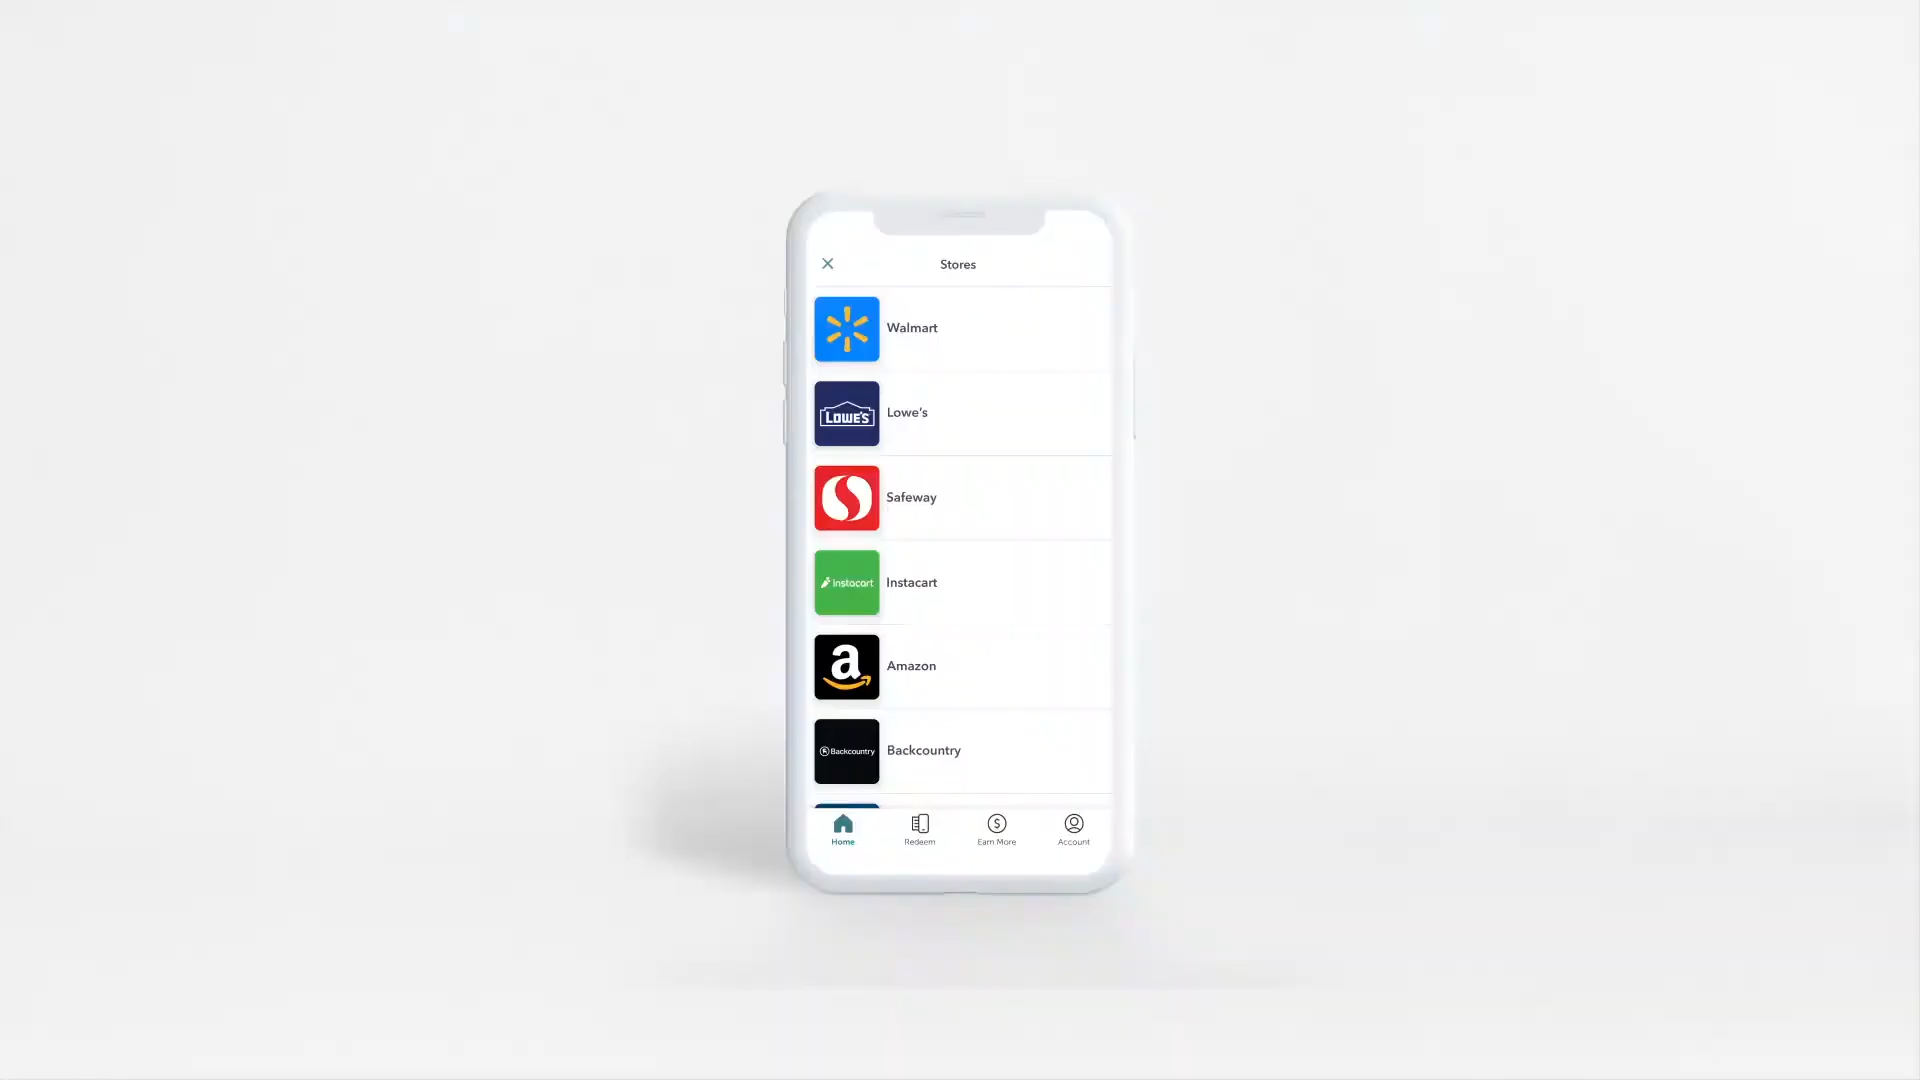 Stores
Walmart
LOWE'S
Lowe's
Safeway
instacart
Instacart
a
Amazon
Backcountry
Backcountry
Home
Redeem
Earn More
Account